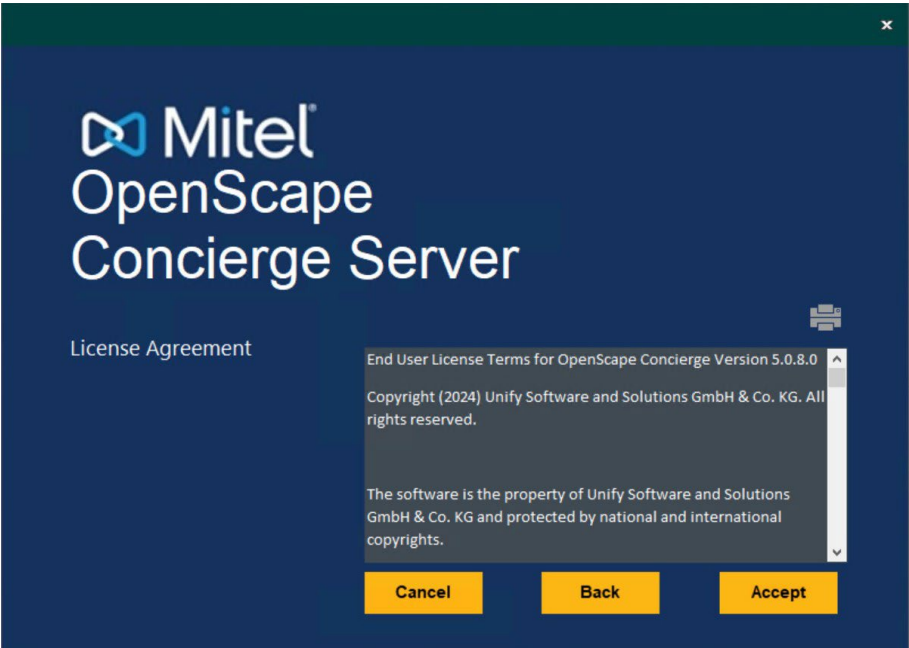 ×
Mitel®
OpenScape
Concierge Server
License Agreement
End User License Terms for OpenScape Concierge Version 5.0.8.0
Copyright (2024) Unify Software and Solutions GmbH & Co. KG. All
rights reserved.
The software is the property of Unify Software and Solutions
GmbH & Co. KG and protected by national and international
copyrights.
Cancel
Back
Accept